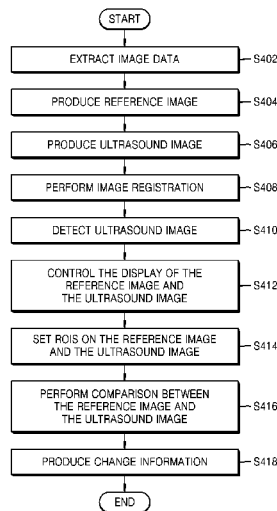 START
EXTRACT IMAGE DATA
S402
PRODUCE REFERENCE IMAGE
S404
PRODUCE ULTRASOUND IMAGE
S406
PERFORM IMAGE REGISTRATION
S408
DETECT ULTRASOUND IMAGE
S410
CONTROL THE DISPLAY OF THE
REFERENCE IMAGE AND
THE ULTRASOUND IMAGE
S412
SET ROIS ON THE REFERENCE IMAGE
AND THE ULTRASOUND IMAGE
S414
PERFORM COMPARISON BETWEEN
THE REFERENCE IMAGE AND
THE ULTRASOUND IMAGE
S416
PRODUCE CHANGE INFORMATION
S418
END